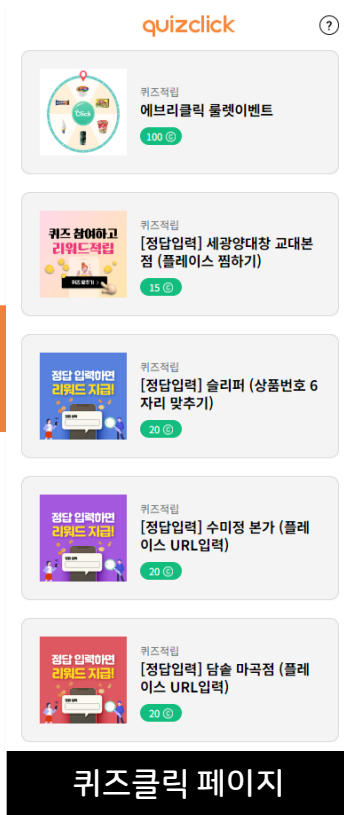 quizclick
?
Click
퀴즈적립
에브리클릭 룰렛이벤트
100 ⓒ
퀴즈 참여하고
리워드적립
퀴즈적립
[정답입력] 세광양대창 교대본
점 (플레이스 찜하기)
15 ⓒ
정답 입력하면
리워드 지급!
퀴즈적립
[정답입력] 슬리퍼 (상품번호 6
자리 맞추기)
20 ⓒ
정답 입력하면
리워드 지급!
퀴즈적립
[정답입력] 수미정 본가 (플레
이스 URL입력)
20 ⓒ
정답 입력하면
리워드 지급!
퀴즈적립
[정답입력] 담솥 마곡점 (플레
이스 URL입력)
20 ⓒ
퀴즈클릭 페이지